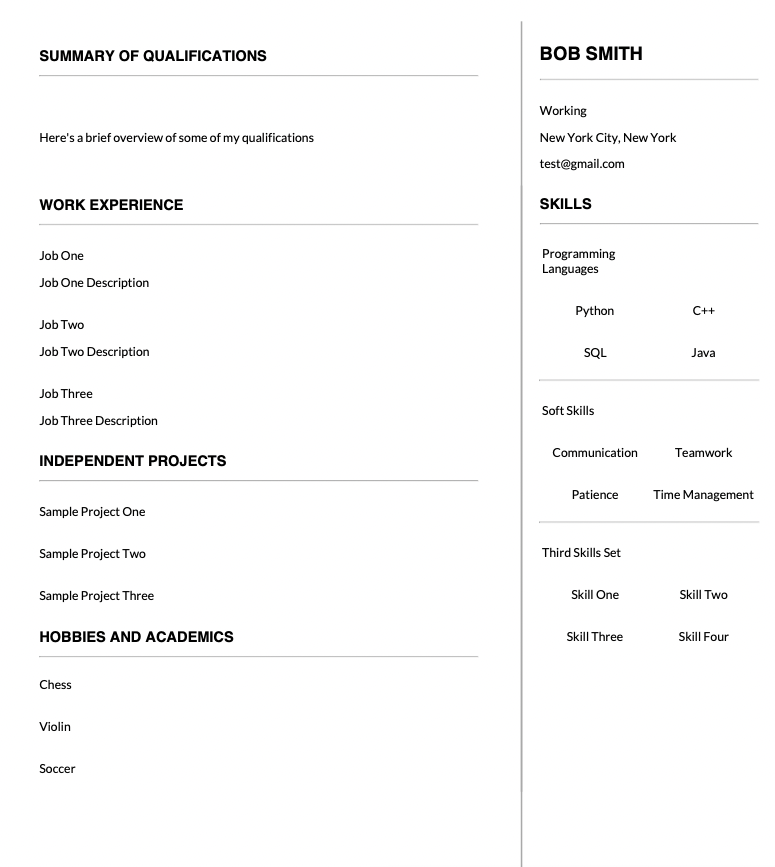 SUMMARY OF QUALIFICATIONS
Here's a brief overview of some of my qualifications
WORK EXPERIENCE
Job One
Job One Description
Job Two
Job Two Description
Job Three
Job Three Description
INDEPENDENT PROJECTS
Sample Project One
Sample Project Two
Sample Project Three
HOBBIES AND ACADEMICS
Chess
Violin
Soccer
BOB SMITH
Working
New York City, New York
test@gmail.com
SKILLS
Programming
Languages
Python C++
SQL Java
Soft Skills
Communication Teamwork
Patience Time Management
Third Skills Set
Skill One Skill Two
Skill Three Skill Four